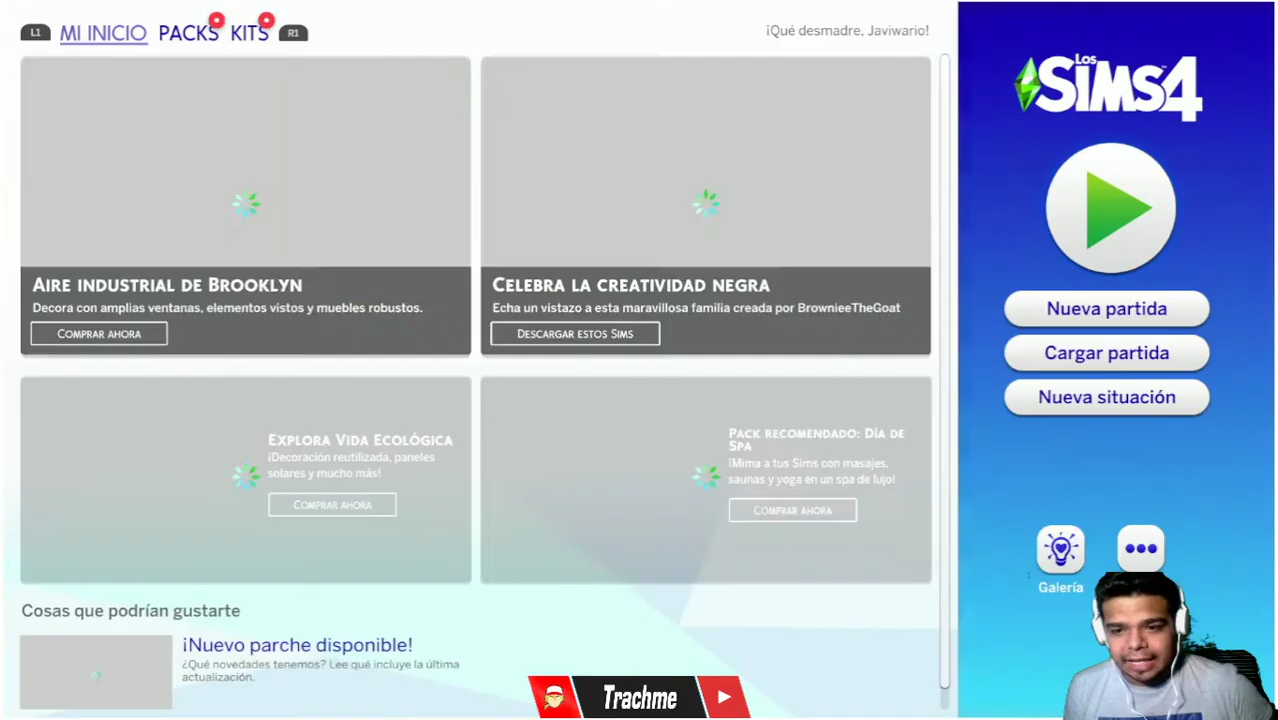 L1 MI INICIO PACKS KITS R1
¡Qué desmadre, Javiwario!
AIRE INDUSTRIAL DE BROOKLYN
Decora con amplias ventanas, elementos vistos y muebles robustos.
COMPRAR AHORA
CELEBRA LA CREATIVIDAD NEGRA
Echa un vistazo a esta maravillosa familia creada por BrownieeTheGoat
DESCARGAR ESTOS SIMS
EXPLORA VIDA ECOLÓGICA
¡Decoración reutilizada, paneles
solares y mucho más!
COMPRAR AHORA
PACK RECOMENDADO: DÍA DE
SPA
¡Mima a tus Sims con masajes,
saunas y yoga en un spa de lujo!
COMPRAR AHORA
Cosas que podrían gustarte
¡Nuevo parche disponible!
¿Qué novedades tenemos? Lee qué incluye la última
actualización.
LOS
SIMS 4
Nueva partida
Cargar partida
Nueva situación
Galería
Trachme